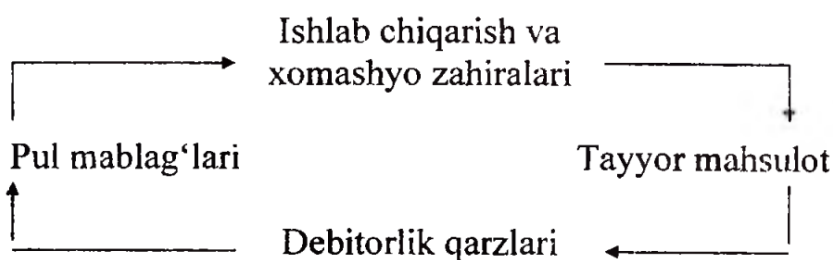 Ishlab chiqarish va
xomashyo zahiralari
Pul mablag‘lari
Tayyor mahsulot
Debitorlik qarzlari